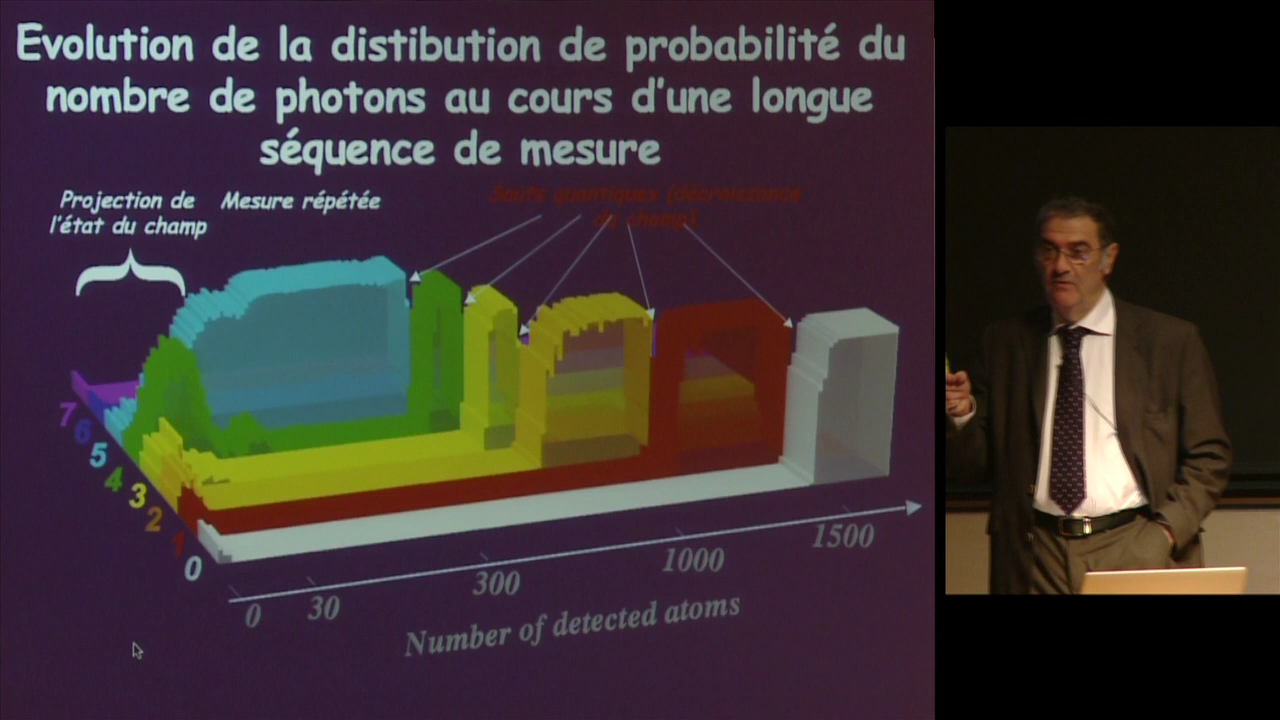 Evolution de la distibution de probabilité du
nombre de photons au cours d'une longue
séquence de mesure
Projection de
l'état du champ
Mesure répétée
Sauts quantiques (décroissance
du champ)
7
6
5
4
3
2
1
0
0
30
300
1000
1500
Number of detected atoms